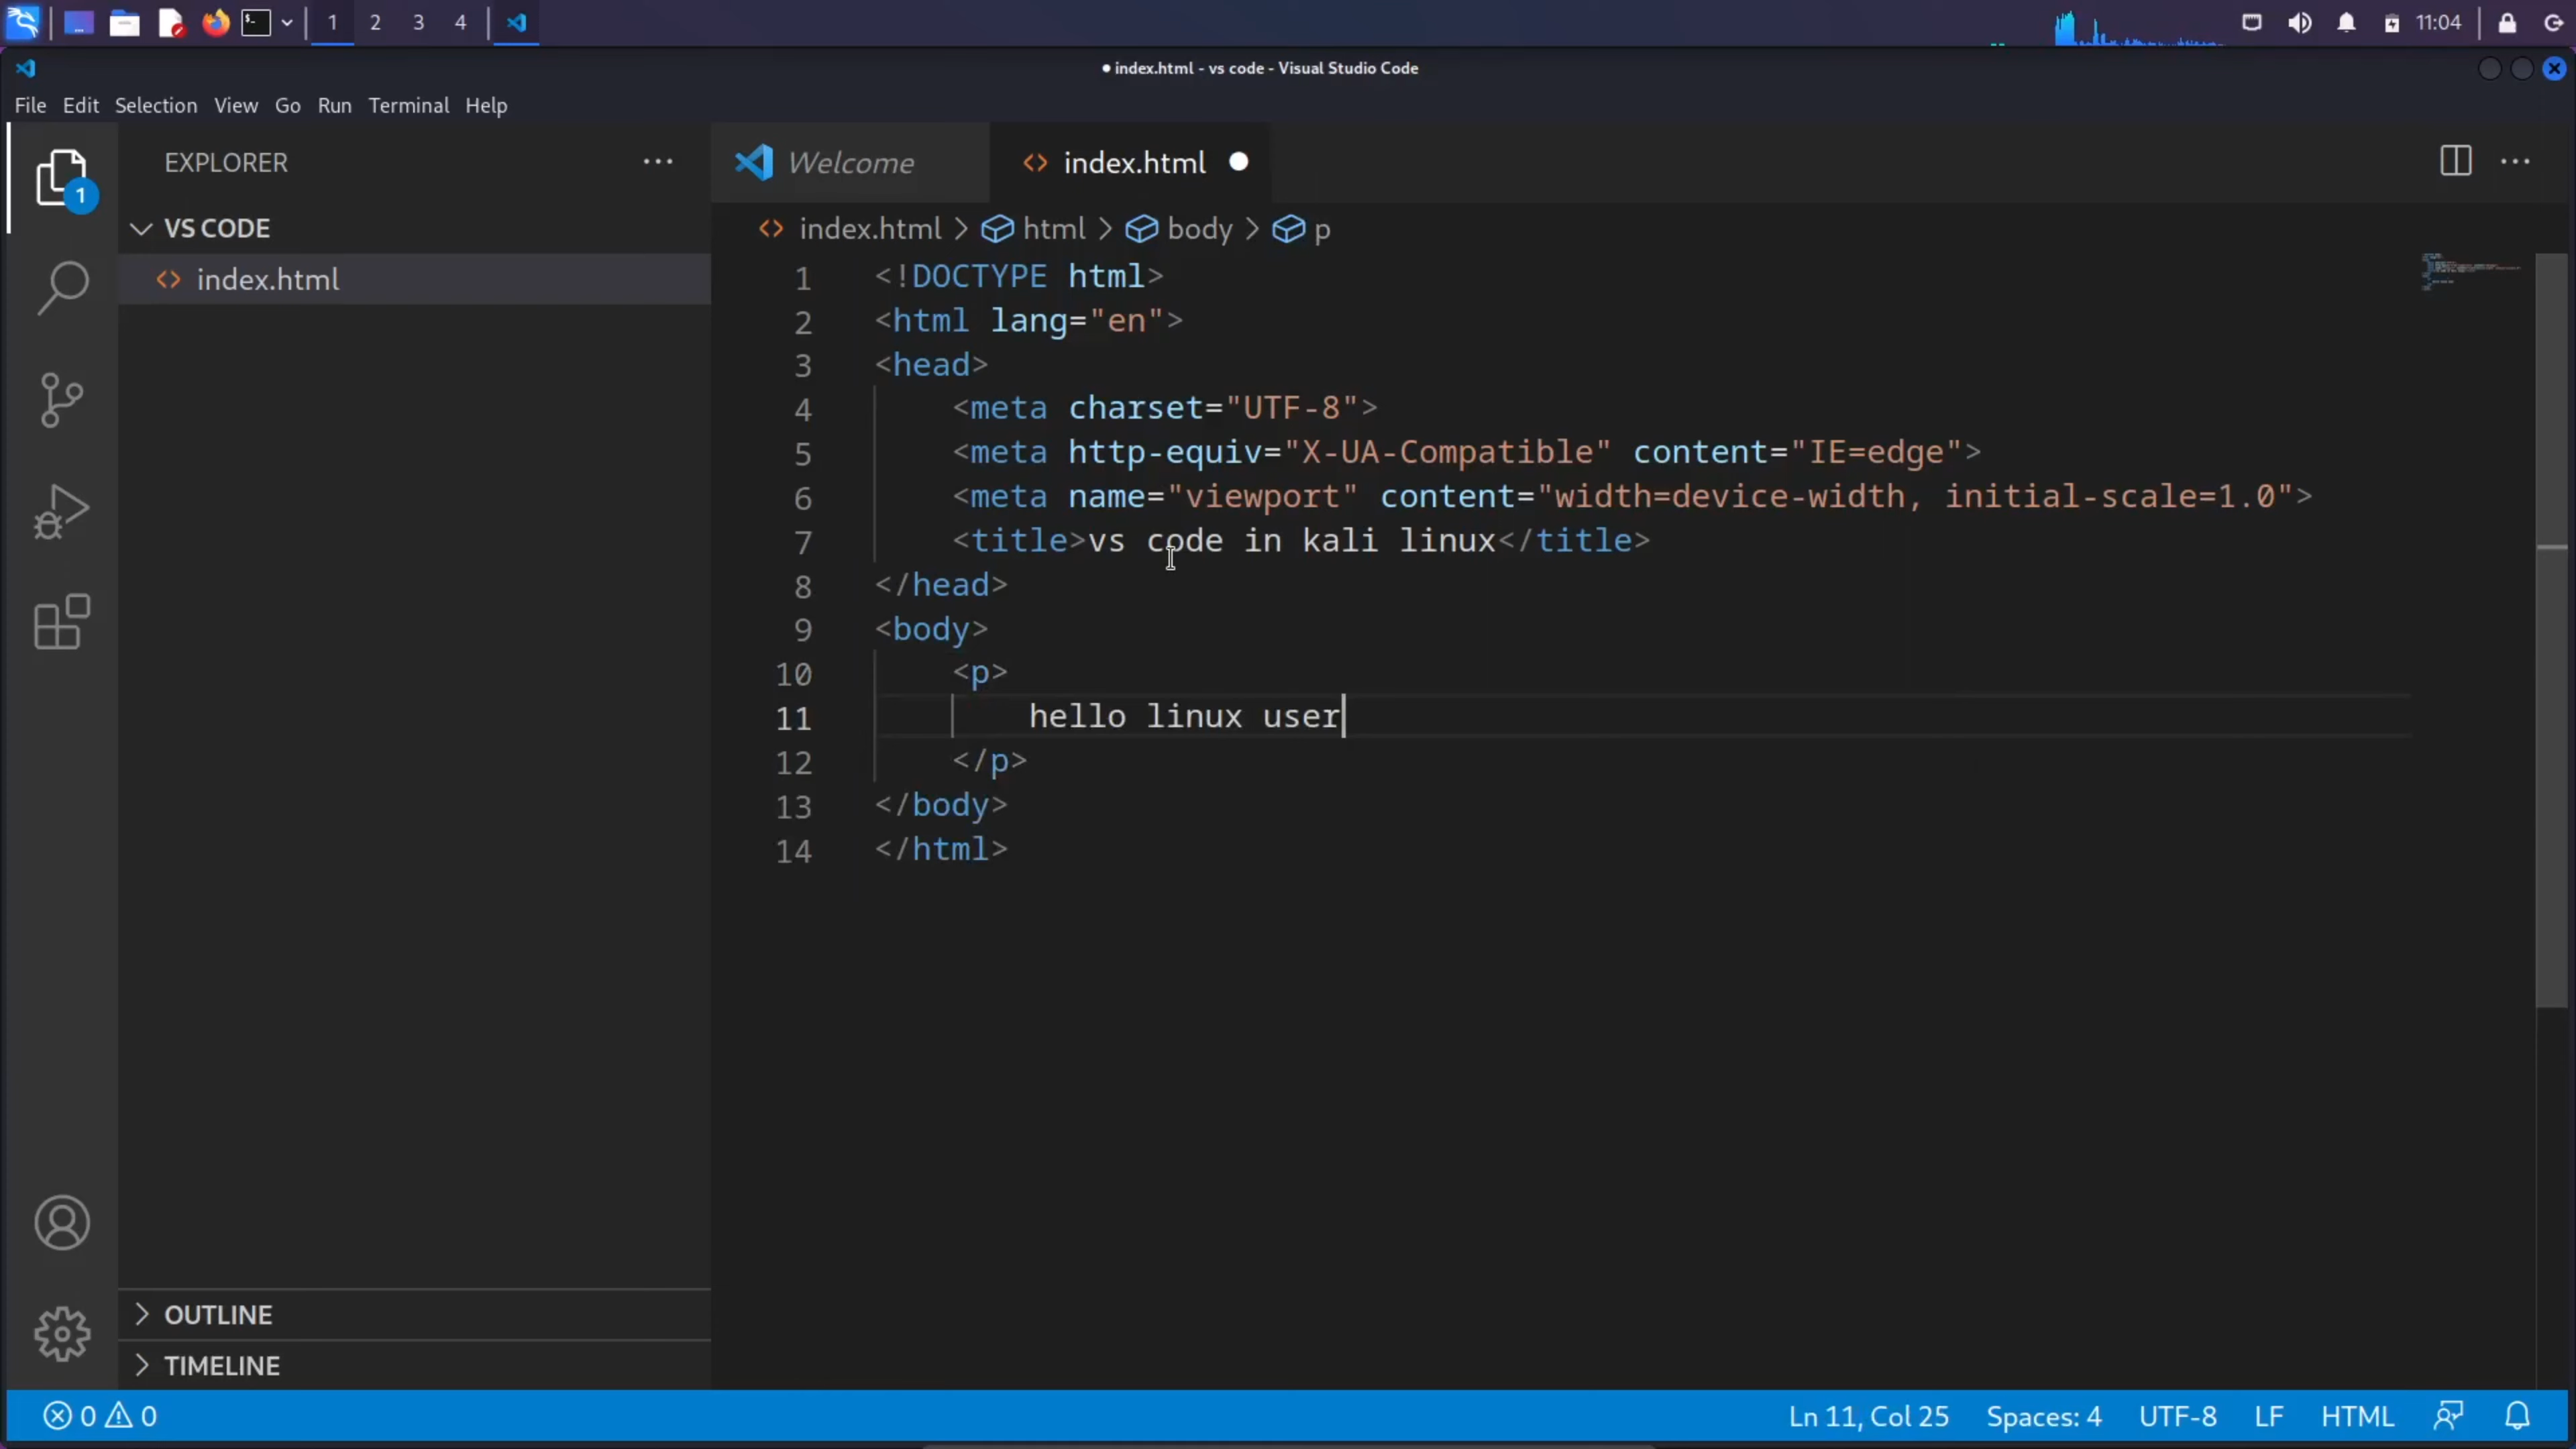 1 2 3 4 11:04
index.html - vs code - Visual Studio Code
File Edit Selection View Go Run Terminal Help
EXPLORER
1
VS CODE
index.html
Welcome index.html
index.html > html > body > p
1 <!DOCTYPE html>
2 <html lang="en">
3 <head>
4 <meta charset="UTF-8">
5 <meta http-equiv="X-UA-Compatible" content="IE=edge">
6 <meta name="viewport" content="width=device-width, initial-scale=1.0">
7 <title>vs code in kali linux</title>
8 </head>
9 <body>
10 <p>
11 hello linux user
12 </p>
13 </body>
14 </html>
OUTLINE
TIMELINE
0 0 Ln 11, Col 25 Spaces: 4 UTF-8 LF HTML